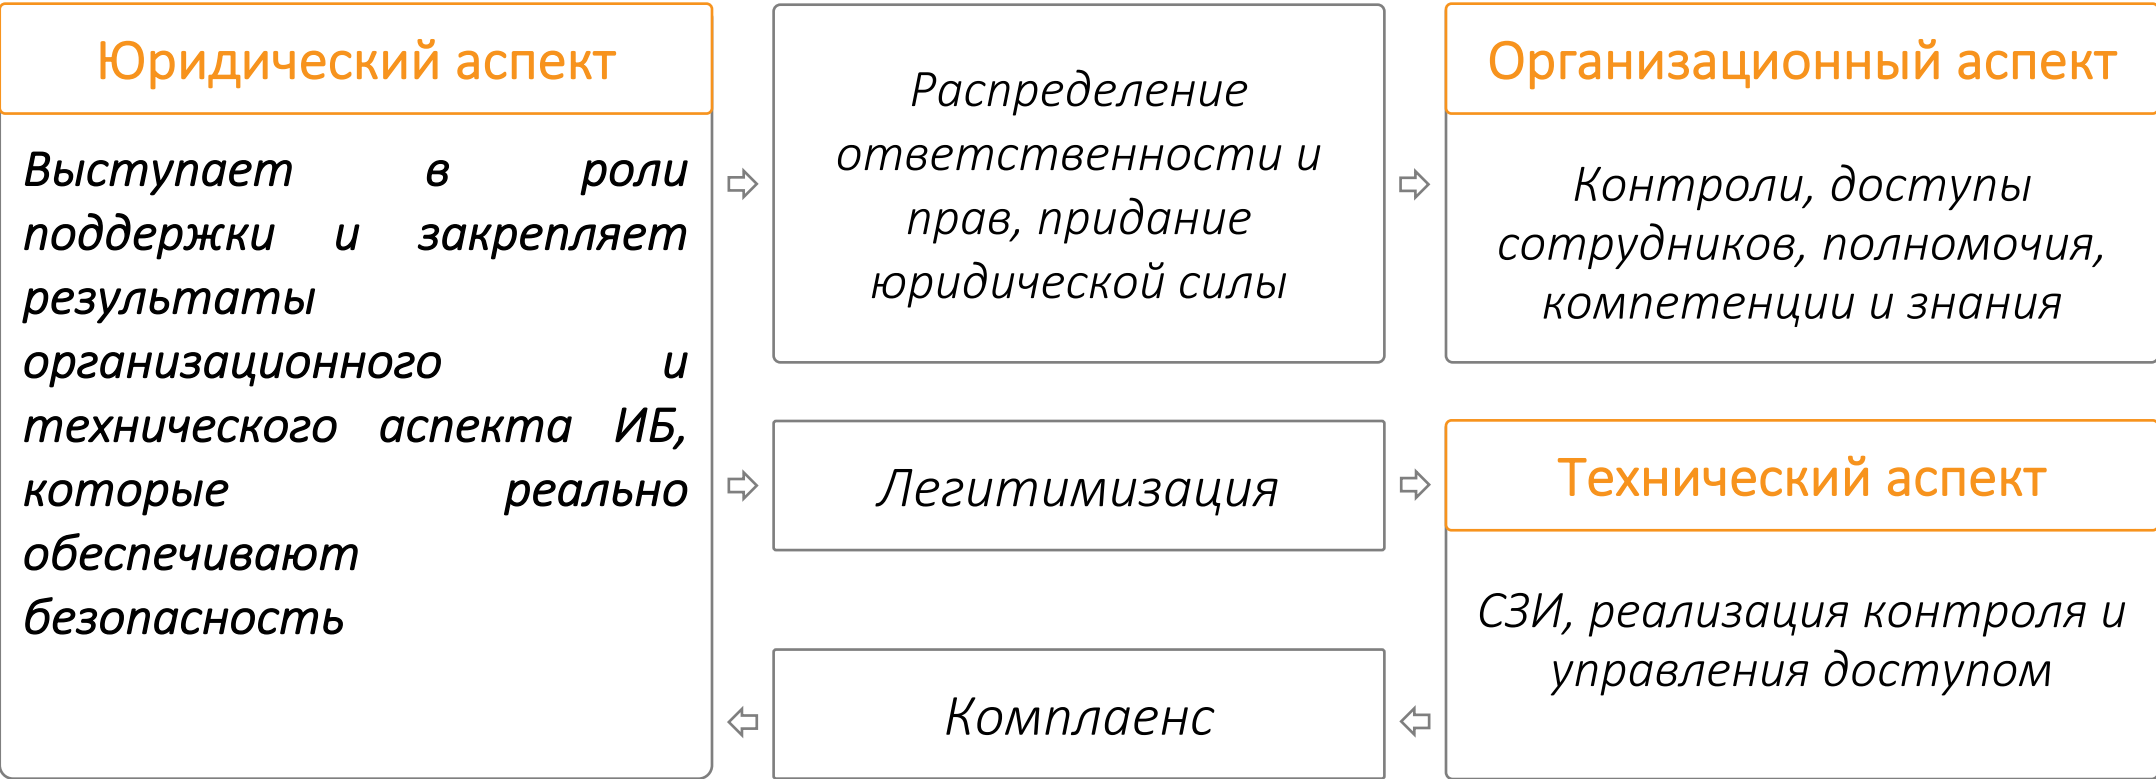 Юридический аспект
Выступает в роли
поддержки и закрепляет
результаты
организационного и
технического аспекта ИБ,
которые реально
обеспечивают
безопасность
Распределение
ответственности и
прав, придание
юридической силы
Легитимизация
Комплаенс
Организационный аспект
Контроли, доступы
сотрудников, полномочия,
компетенции и знания
Технический аспект
СЗИ, реализация контроля и
управления доступом